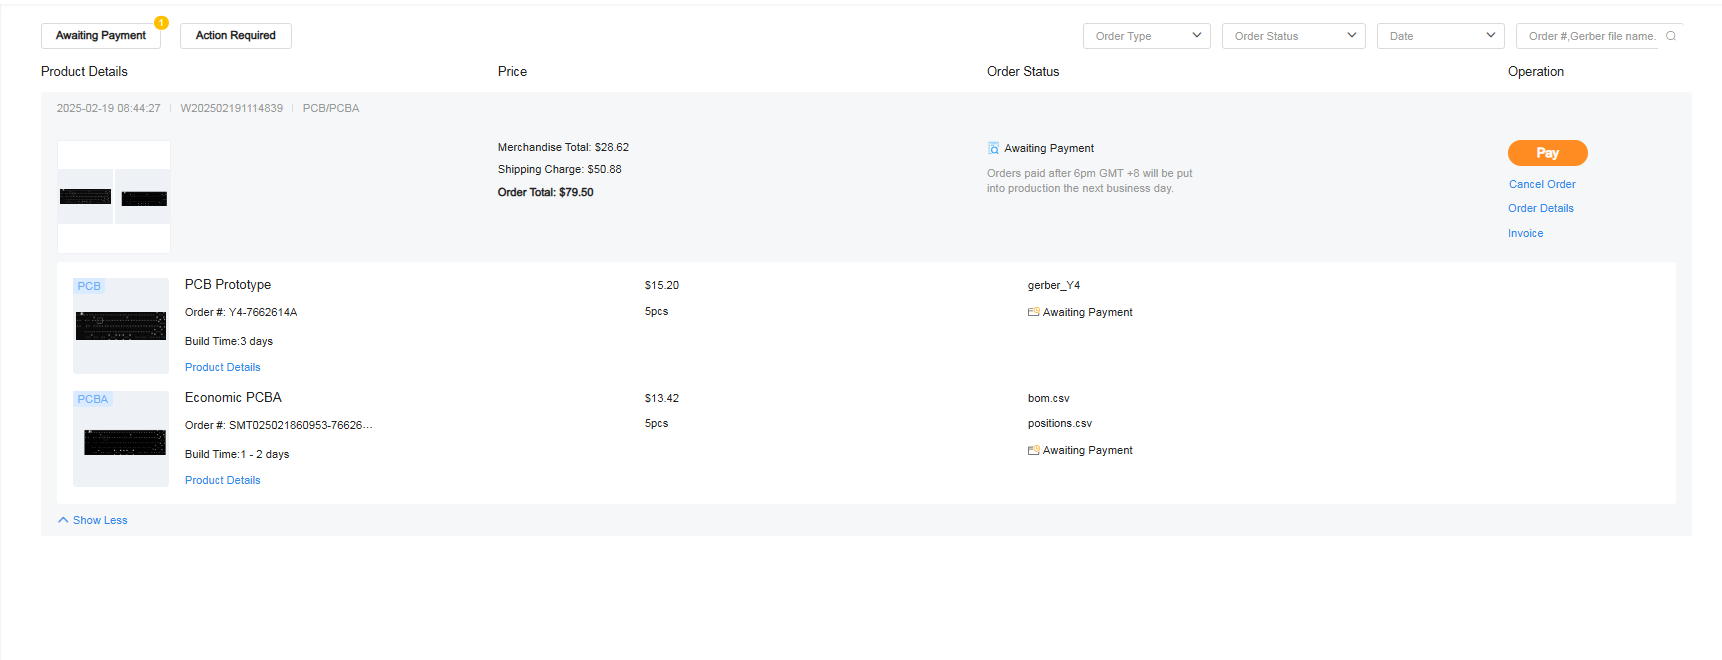 Awaiting Payment
1
Action Required
Order Type
Order Status
Date
Order #,Gerber file name.
Product Details
Price
Order Status
Operation
2025-02-19 08:44:27 | W202502191114839 | PCB/PCBA
Merchandise Total: $28.62
Shipping Charge: $50.88
Order Total: $79.50
Awaiting Payment
Orders paid after 6pm GMT +8 will be put
into production the next business day.
Pay
Cancel Order
Order Details
Invoice
PCB
PCB Prototype
Order #: Y4-7662614A
Build Time:3 days
Product Details
$15.20
5pcs
gerber_Y4
Awaiting Payment
PCBA
Economic PCBA
Order #: SMT025021860953-76626...
Build Time:1 - 2 days
Product Details
$13.42
5pcs
bom.csv
positions.csv
Awaiting Payment
Show Less